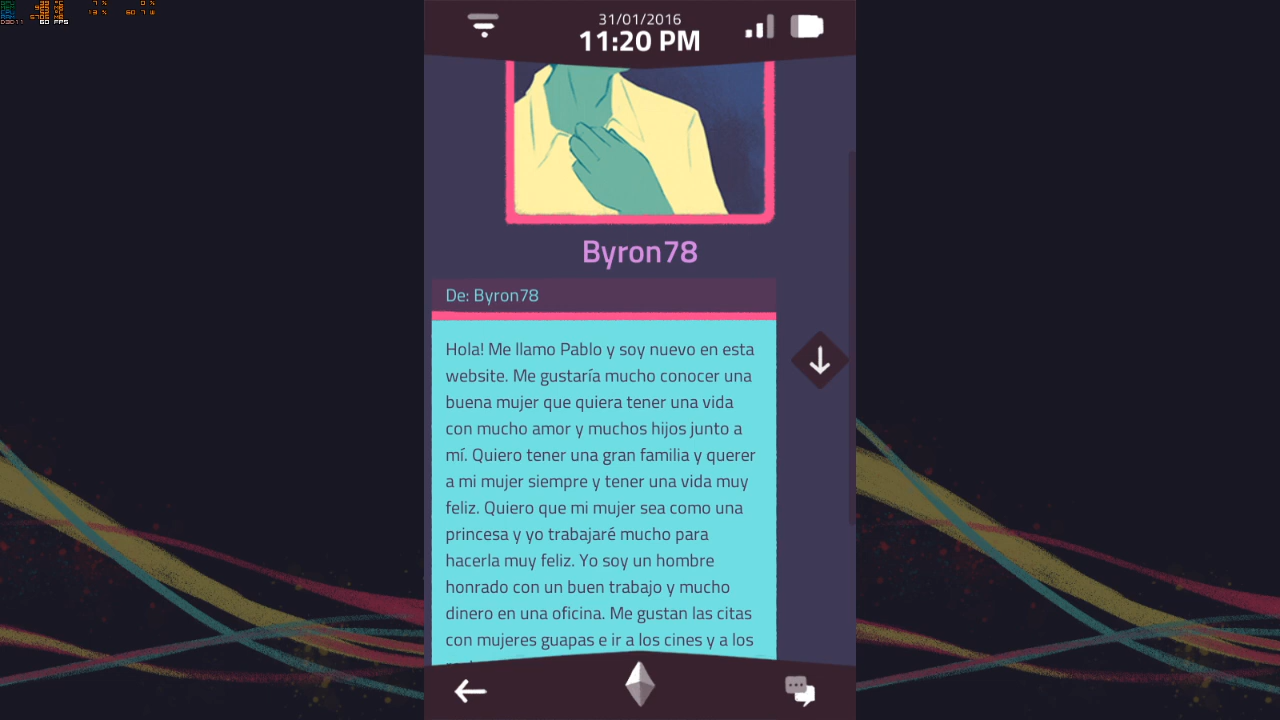 31/01/2016
11:20 PM
Byron78
De: Byron78
Hola! Me llamo Pablo y soy nuevo en esta
website. Me gustaría mucho conocer una
buena mujer que quiera tener una vida
con mucho amor y muchos hijos junto a
mí. Quiero tener una gran familia y querer
a mi mujer siempre y tener una vida muy
feliz. Quiero que mi mujer sea como una
princesa y yo trabajaré mucho para
hacerla muy feliz. Yo soy un hombre
honrado con un buen trabajo y mucho
dinero en una oficina. Me gustan las citas
con mujeres guapas e ir a los cines y a los